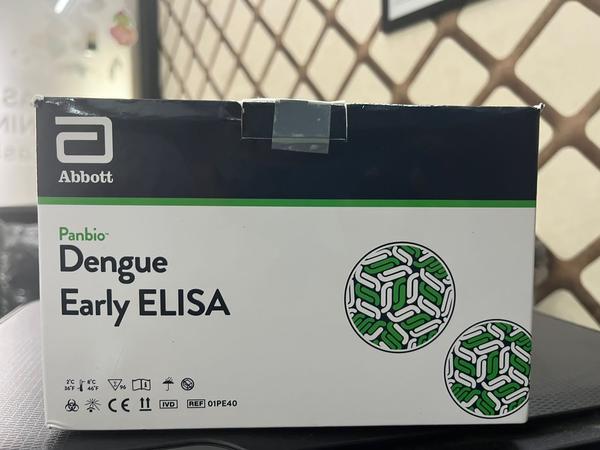 Abbott
Panbio™
Dengue
Early ELISA
2°C 8°C
36°F 46°F
96
CE IVD REF 01PE40